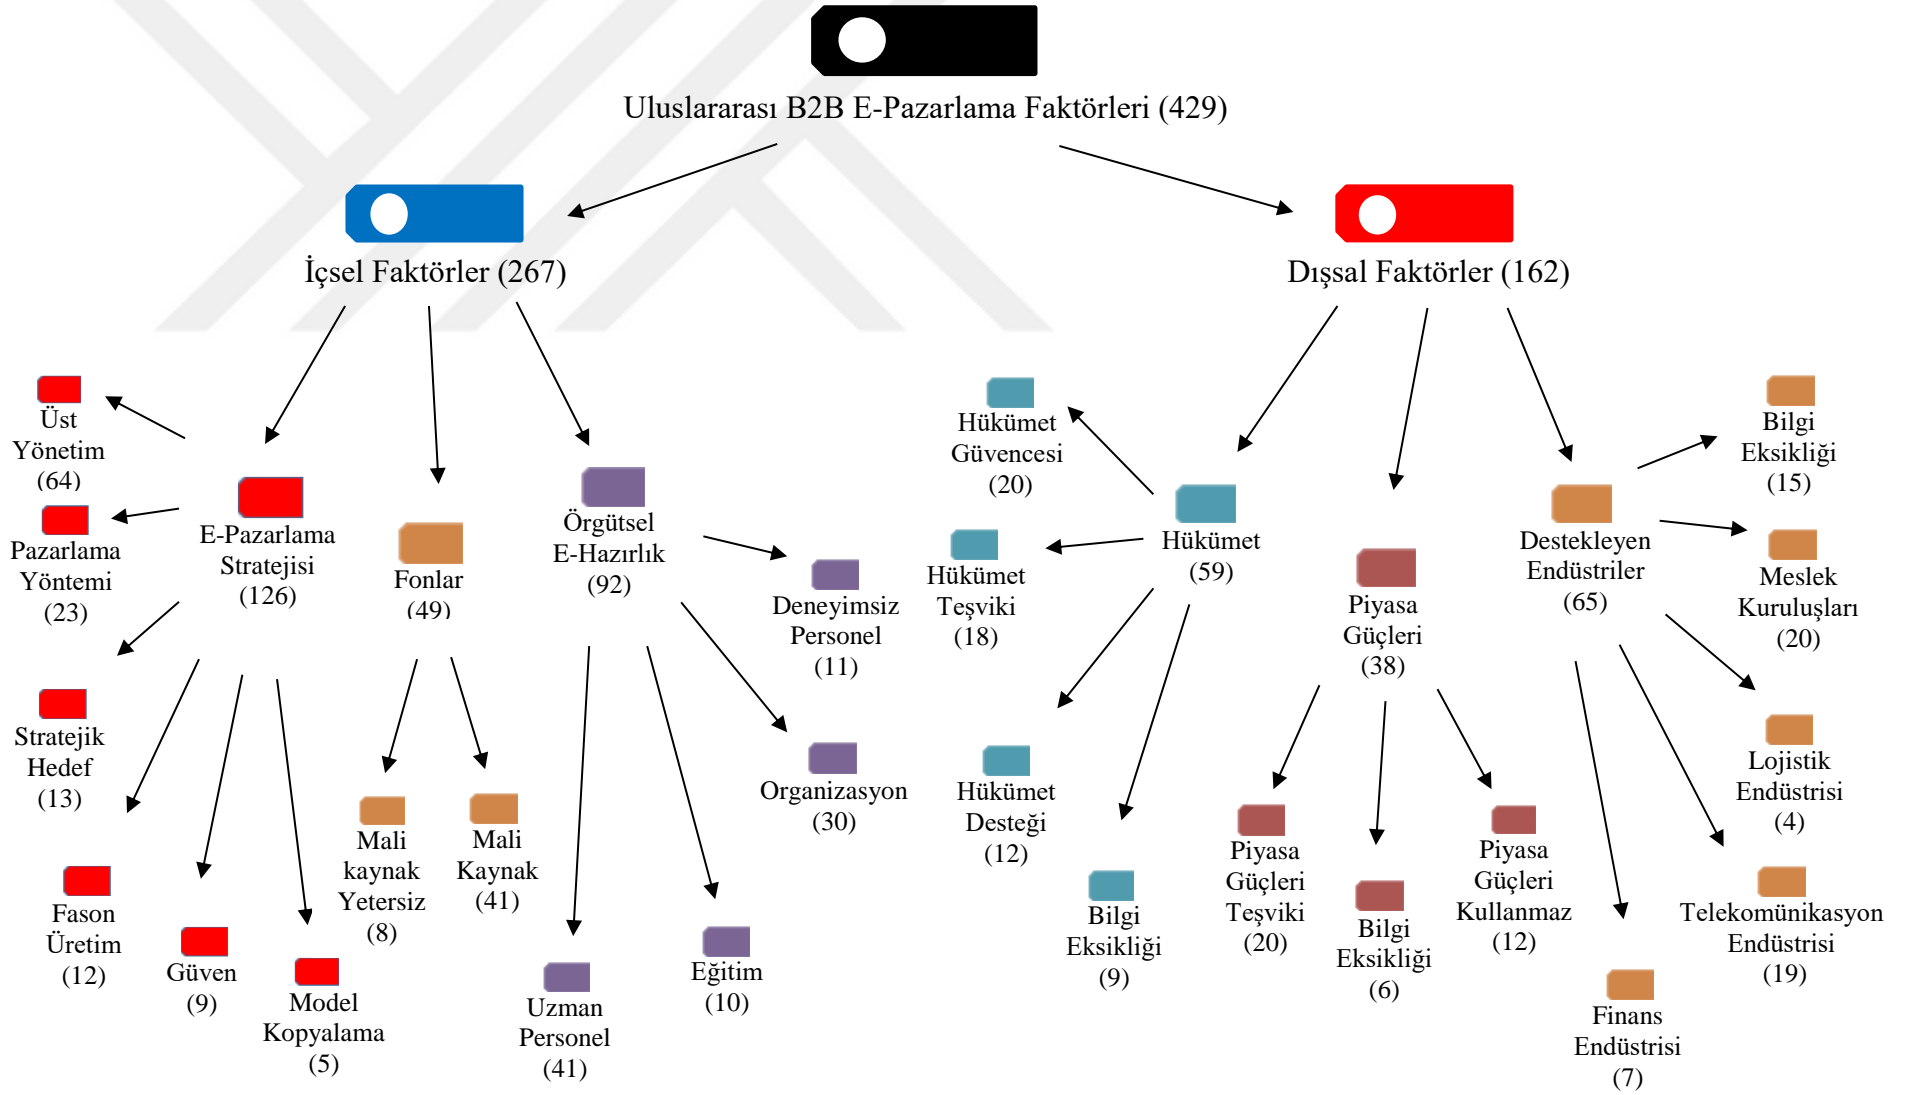 Uluslararası B2B E-Pazarlama Faktörleri (429)
İçsel Faktörler (267)
Dışsal Faktörler (162)
Üst
Yönetim
(64)
Pazarlama
Yöntemi
(23)
Stratejik
Hedef
(13)
Fason
Üretim
(12)
Güven
(9)
Model
Kopyalama
(5)
E-Pazarlama
Stratejisi
(126)
Fonlar
(49)
Mali
kaynak
Yetersiz
(8)
Mali
Kaynak
(41)
Örgütsel
E-Hazırlık
(92)
Deneyimsiz
Personel
(11)
Organizasyon
(30)
Eğitim
(10)
Uzman
Personel
(41)
Hükümet
Güvencesi
(20)
Hükümet
Teşviki
(18)
Hükümet
Desteği
(12)
Bilgi
Eksikliği
(9)
Hükümet
(59)
Piyasa
Güçleri
(38)
Piyasa
Güçleri
Teşviki
(20)
Bilgi
Eksikliği
(6)
Piyasa
Güçleri
Kullanmaz
(12)
Destekleyen
Endüstriler
(65)
Bilgi
Eksikliği
(15)
Meslek
Kuruluşları
(20)
Lojistik
Endüstrisi
(4)
Telekomünikasyon
Endüstrisi
(19)
Finans
Endüstrisi
(7)